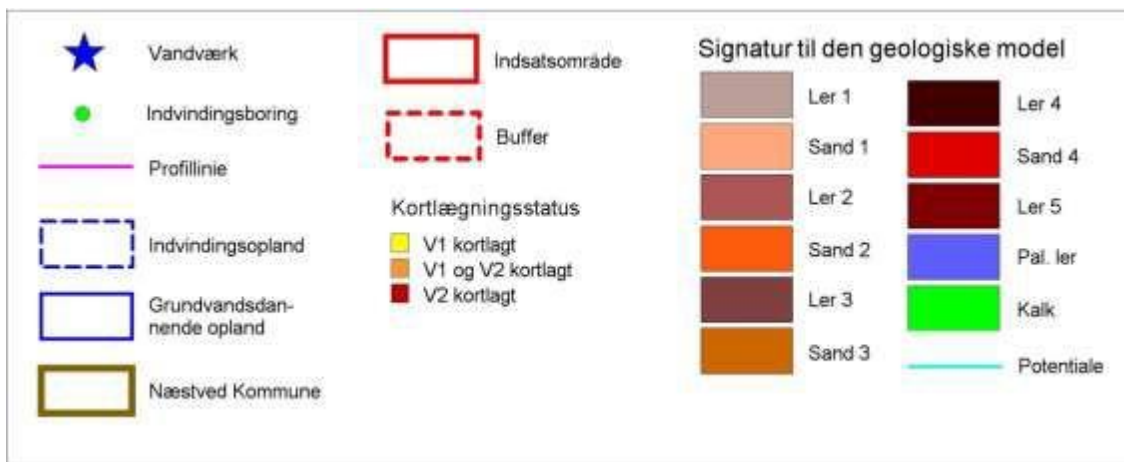 Vandværk
Indvindingsboring
Profillinie
Indvindingsopland
Grundvandsdan-
nende opland
Næstved Kommune
Indsatsområde
Buffer
Kortlægningsstatus
V1 kortlagt
V1 og V2 kortlagt
V2 kortlagt
Signatur til den geologiske model
Ler 1
Sand 1
Ler 2
Sand 2
Ler 3
Sand 3
Ler 4
Sand 4
Ler 5
Pal. ler
Kalk
Potentiale